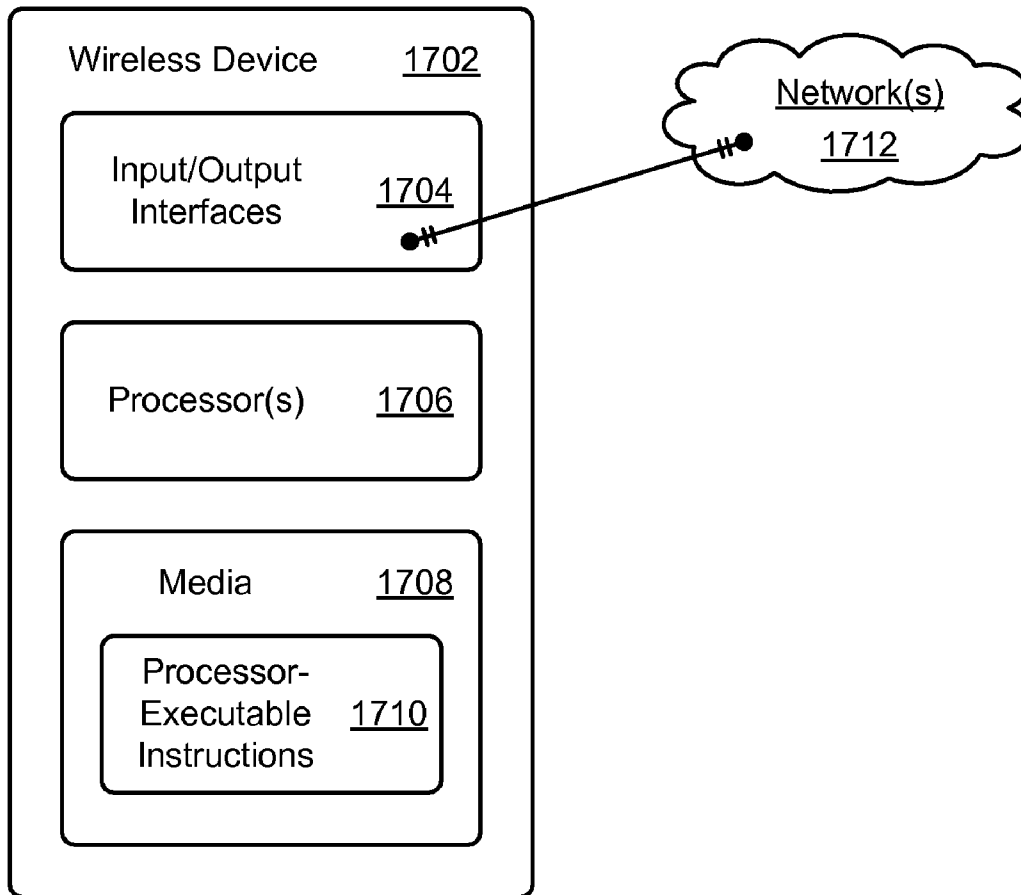 Wireless Device 1702
Network(s)
1712
Input/Output
Interfaces
1704
Processor(s) 1706
Media 1708
Processor-
Executable
Instructions
1710